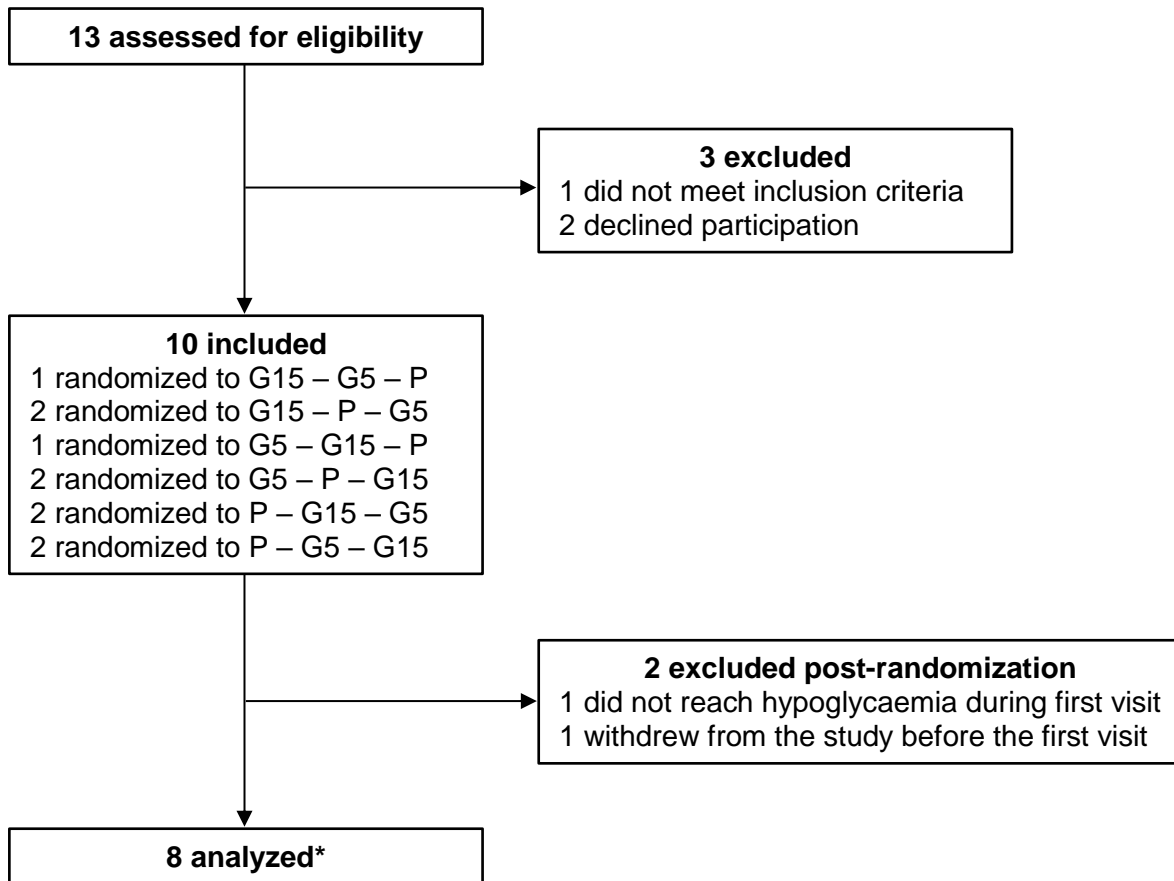 13 assessed for eligibility
3 excluded
1 did not meet inclusion criteria
2 declined participation
10 included
1 randomized to G15 – G5 – P
2 randomized to G15 – P – G5
1 randomized to G5 – G15 – P
2 randomized to G5 – P – G15
2 randomized to P – G15 – G5
2 randomized to P – G5 – G15
2 excluded post-randomization
1 did not reach hypoglycaemia during first visit
1 withdrew from the study before the first visit
8 analyzed*